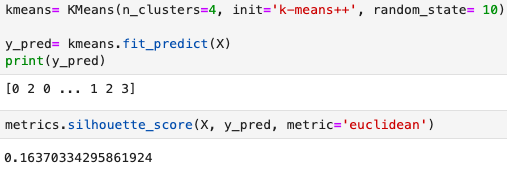 kmeans= KMeans(n_clusters=4, init='k-means++', random_state= 10)
y_pred= kmeans.fit_predict(X)
print(y_pred)
[0 2 0 ... 1 2 3]
metrics.silhouette_score(X, y_pred, metric='euclidean')
0.16370334295861924